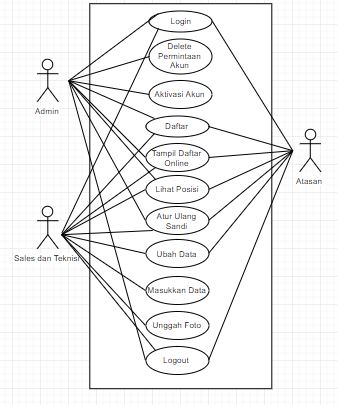 Login
Delete
Permintaan
Akun
Aktivasi Akun
Admin
Daftar
Tampil Daftar
Online
Atasan
Lihat Posisi
Atur Ulang
Sandi
Sales dan Teknisi
Ubah Data
Masukkan Data
Unggah Foto
Logout